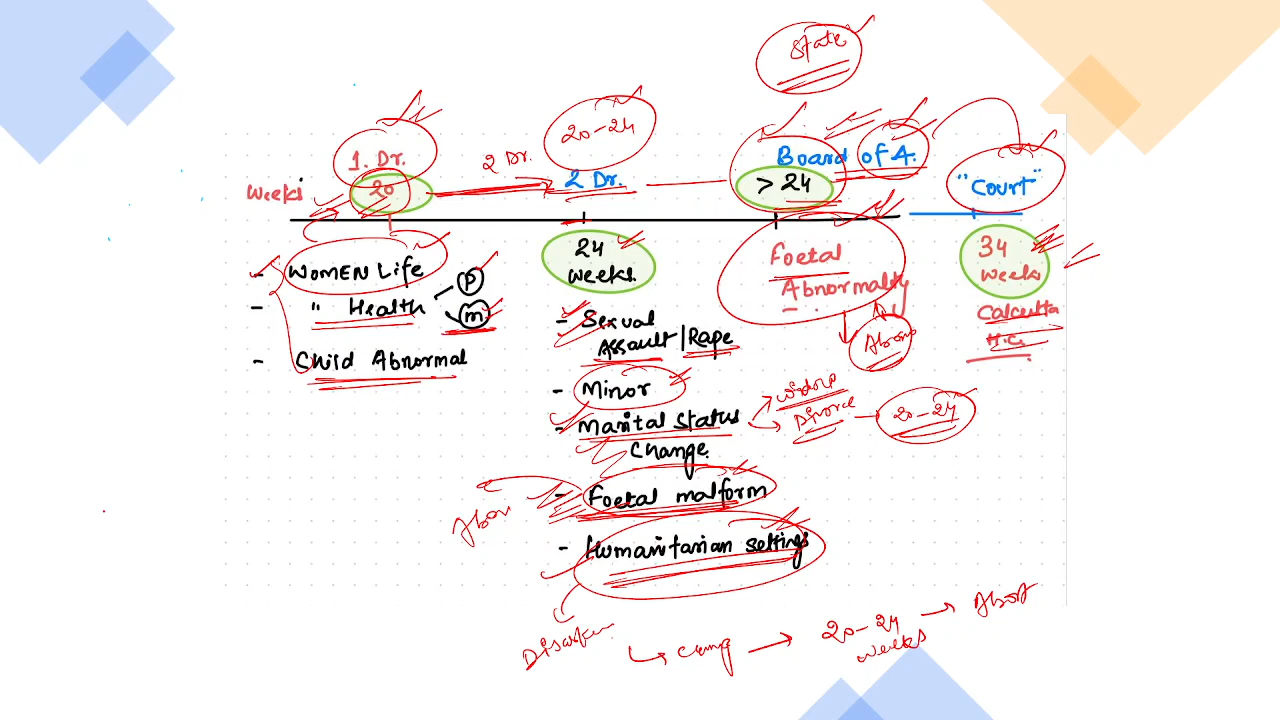 State
20-24
1. Dr.
2 Dr.
Board of A.
Weeks
20
2 Dr.
> 24
"Court"
- Women Life
- " Health
P
m
- Child Abnormal
24
weeks
- Sexual
Assault/Rape
- Minor
- Marital Status
Change
widow
Divorce
20-24
- Foetal malform
Abort
- Humanitarian settings
Foetal
Abnormality
Abort
34
weeks
Calcutta
H.C.
Disaster
camp
20-24
weeks
Abort